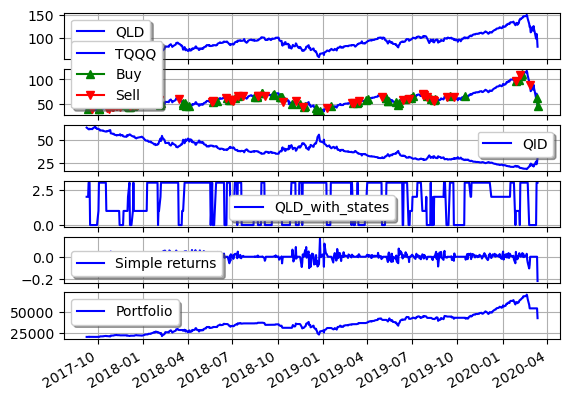 150
100
QLD
TQQQ
Buy
Sell
100
50
50
25
QID
2.5
0.0
QLD_with_states
0.0
−0.2
Simple returns
50000
25000
Portfolio
2017-10
2018-01
2018-04
2018-07
2018-10
2019-01
2019-04
2019-07
2019-10
2020-01
2020-04